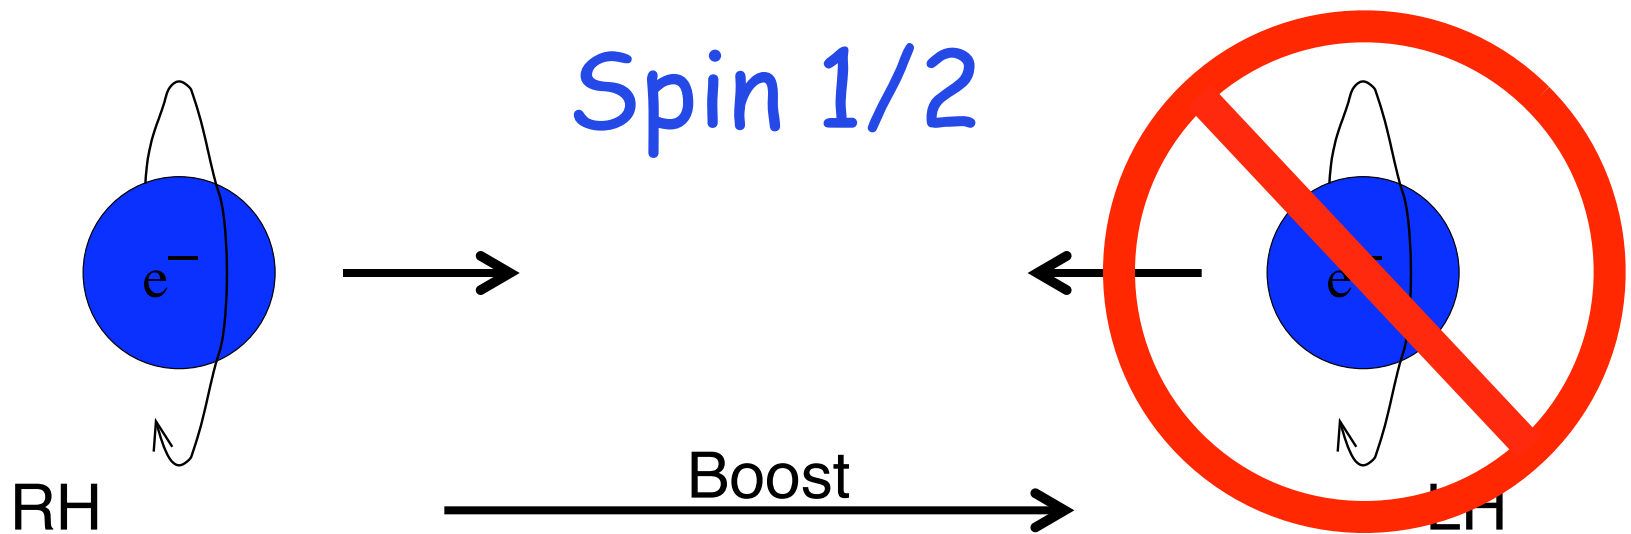 Spin 1/2
e⁻
e⁻
Boost
RH
LH